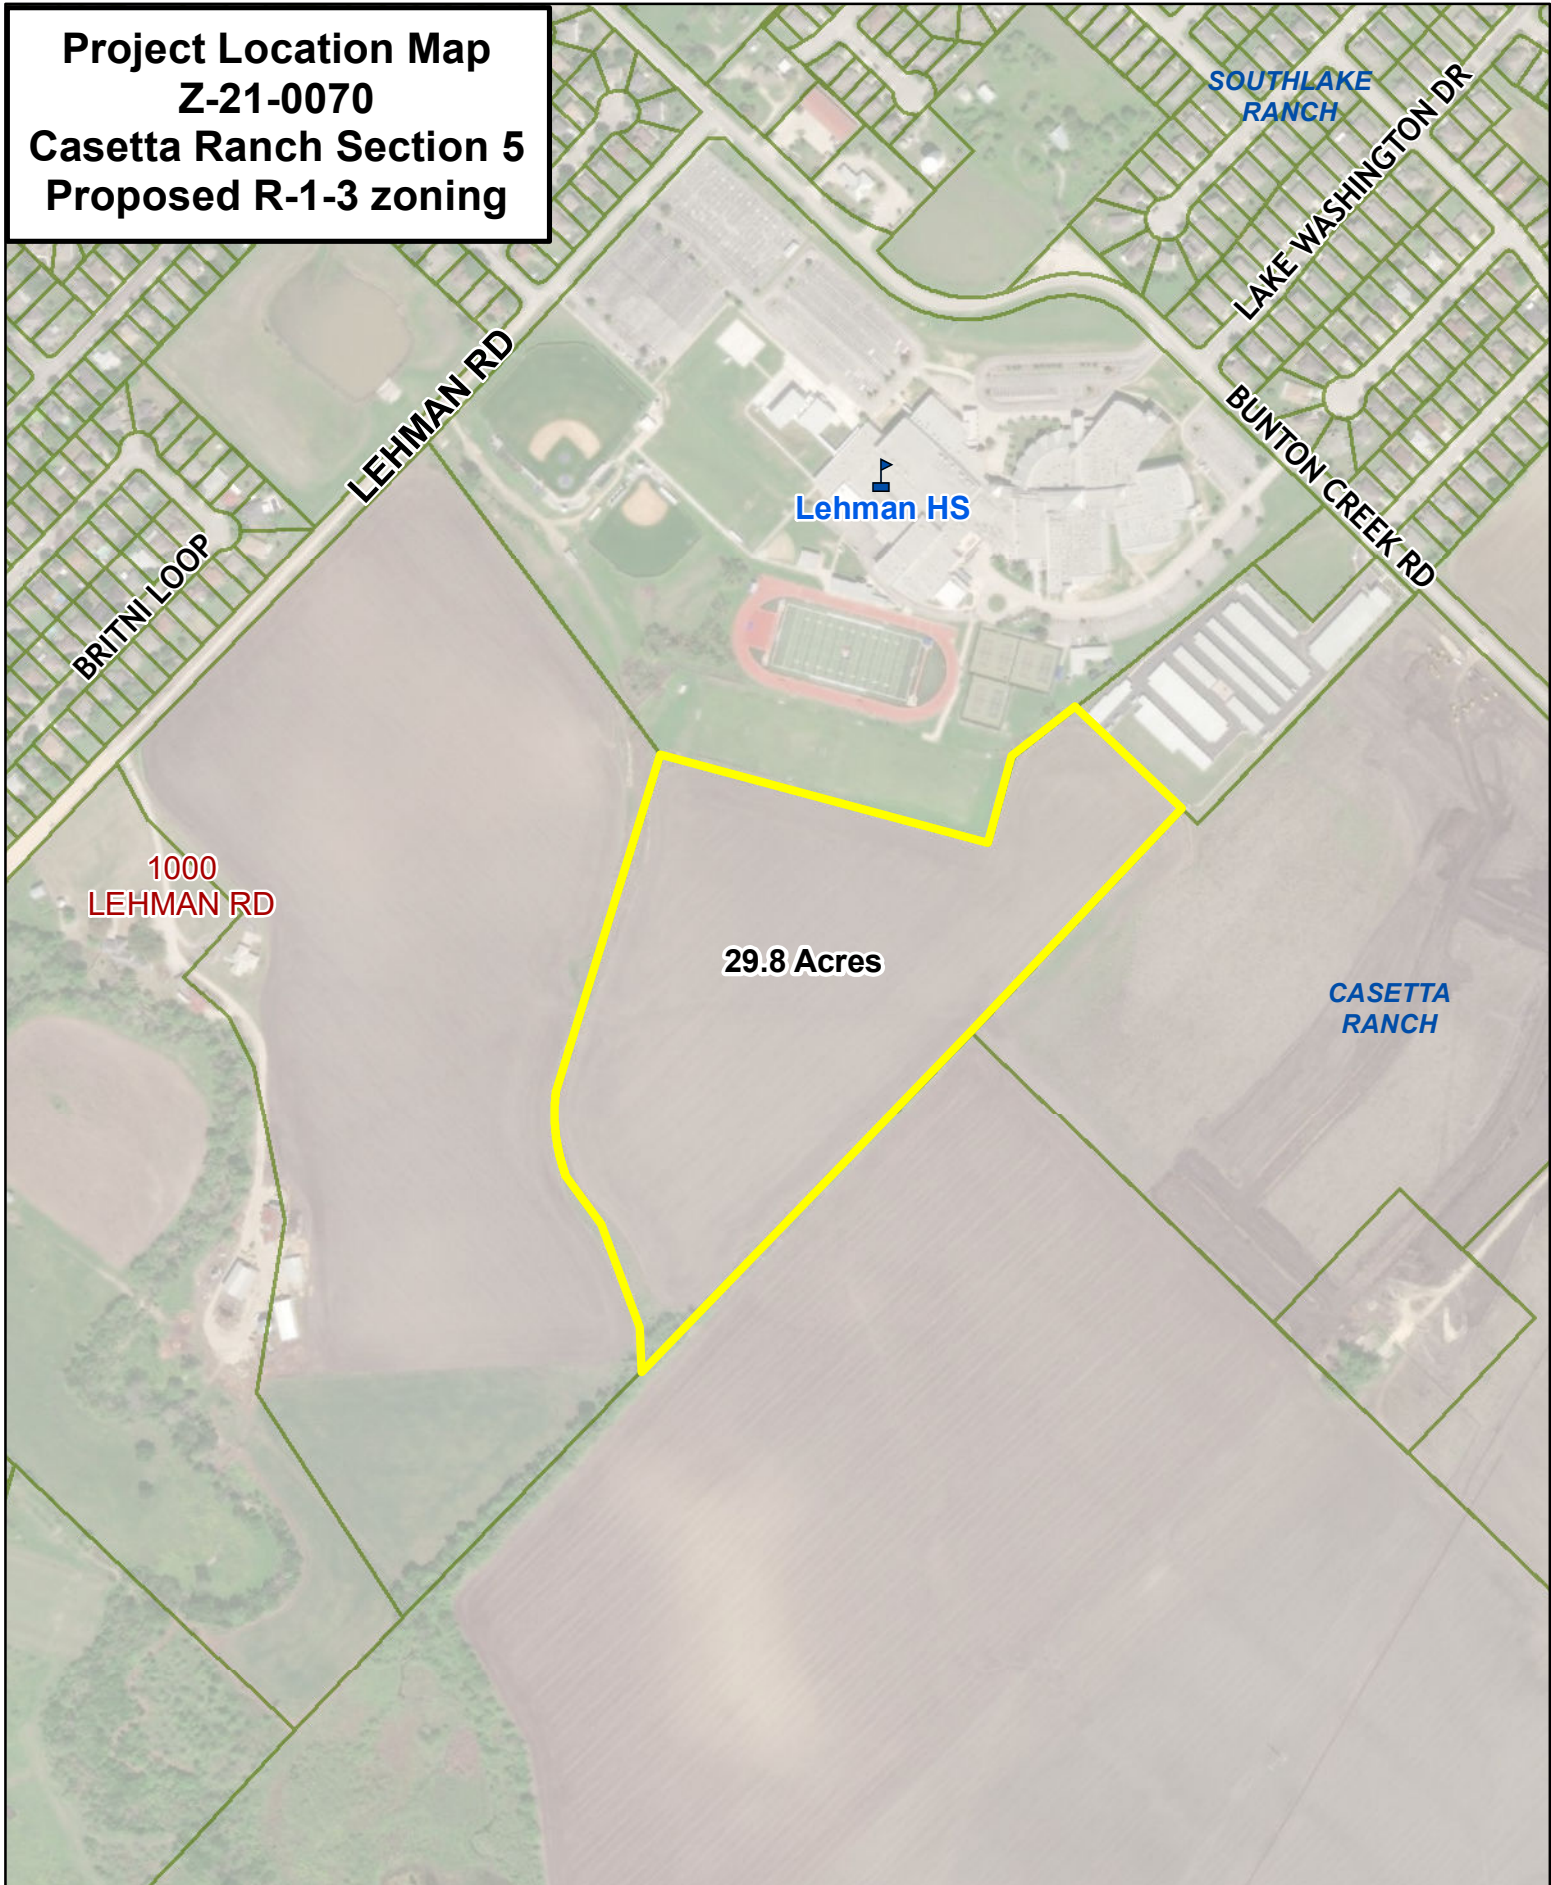 Project Location Map
Z-21-0070
Casetta Ranch Section 5
Proposed R-1-3 zoning
SOUTHLAKE
RANCH
LAKE WASHINGTON DR
LEHMAN RD
BUNTON CREEK RD
Lehman HS
BRITNI LOOP
1000
LEHMAN RD
29.8 Acres
CASETTA
RANCH